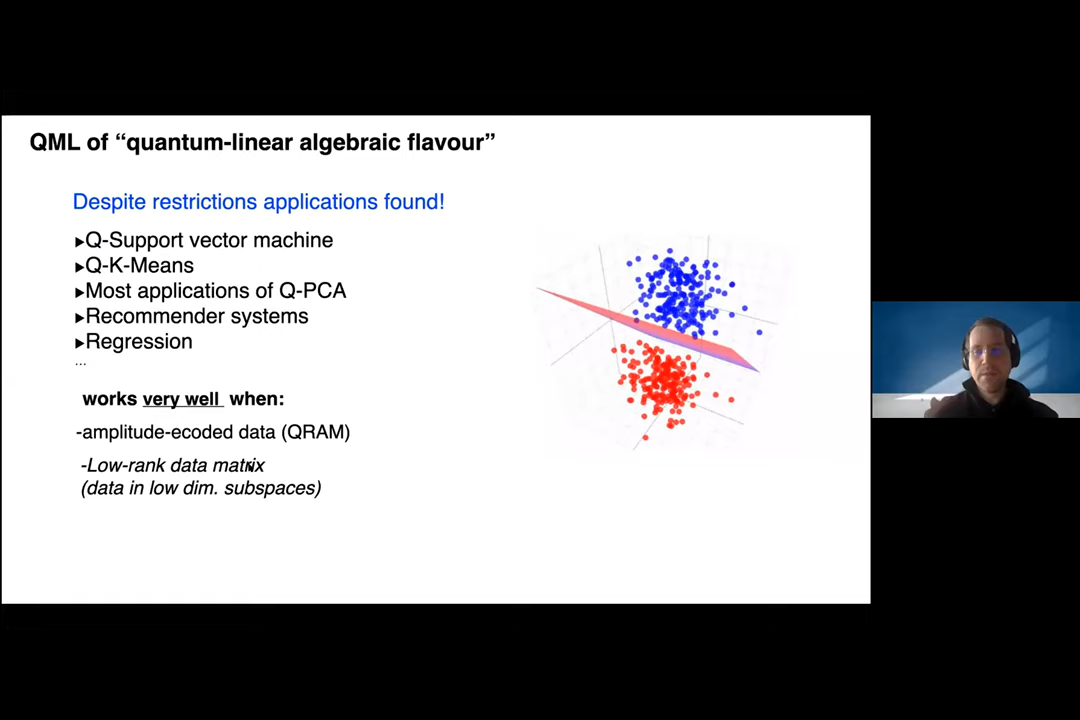 QML of “quantum-linear algebraic flavour”
Despite restrictions applications found!
▸Q-Support vector machine
▸Q-K-Means
▸Most applications of Q-PCA
▸Recommender systems
▸Regression
...
works very well when:
-amplitude-ecoded data (QRAM)
-Low-rank data matrix
(data in low dim. subspaces)